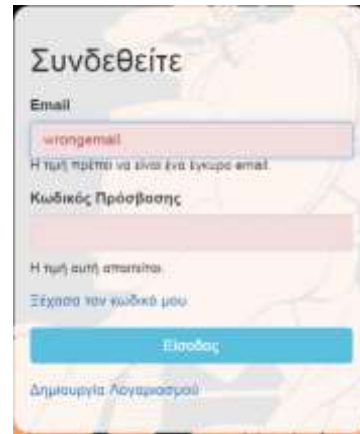 Συνδεθείτε
Email
wrongemail
Η τιμή πρέπει να είναι ένα έγκυρο email.
Κωδικός Πρόσβασης
Η τιμή αυτή απαιτείται.
Ξέχασα τον κωδικό μου
Είσοδος
Δημιουργία Λογαριασμού